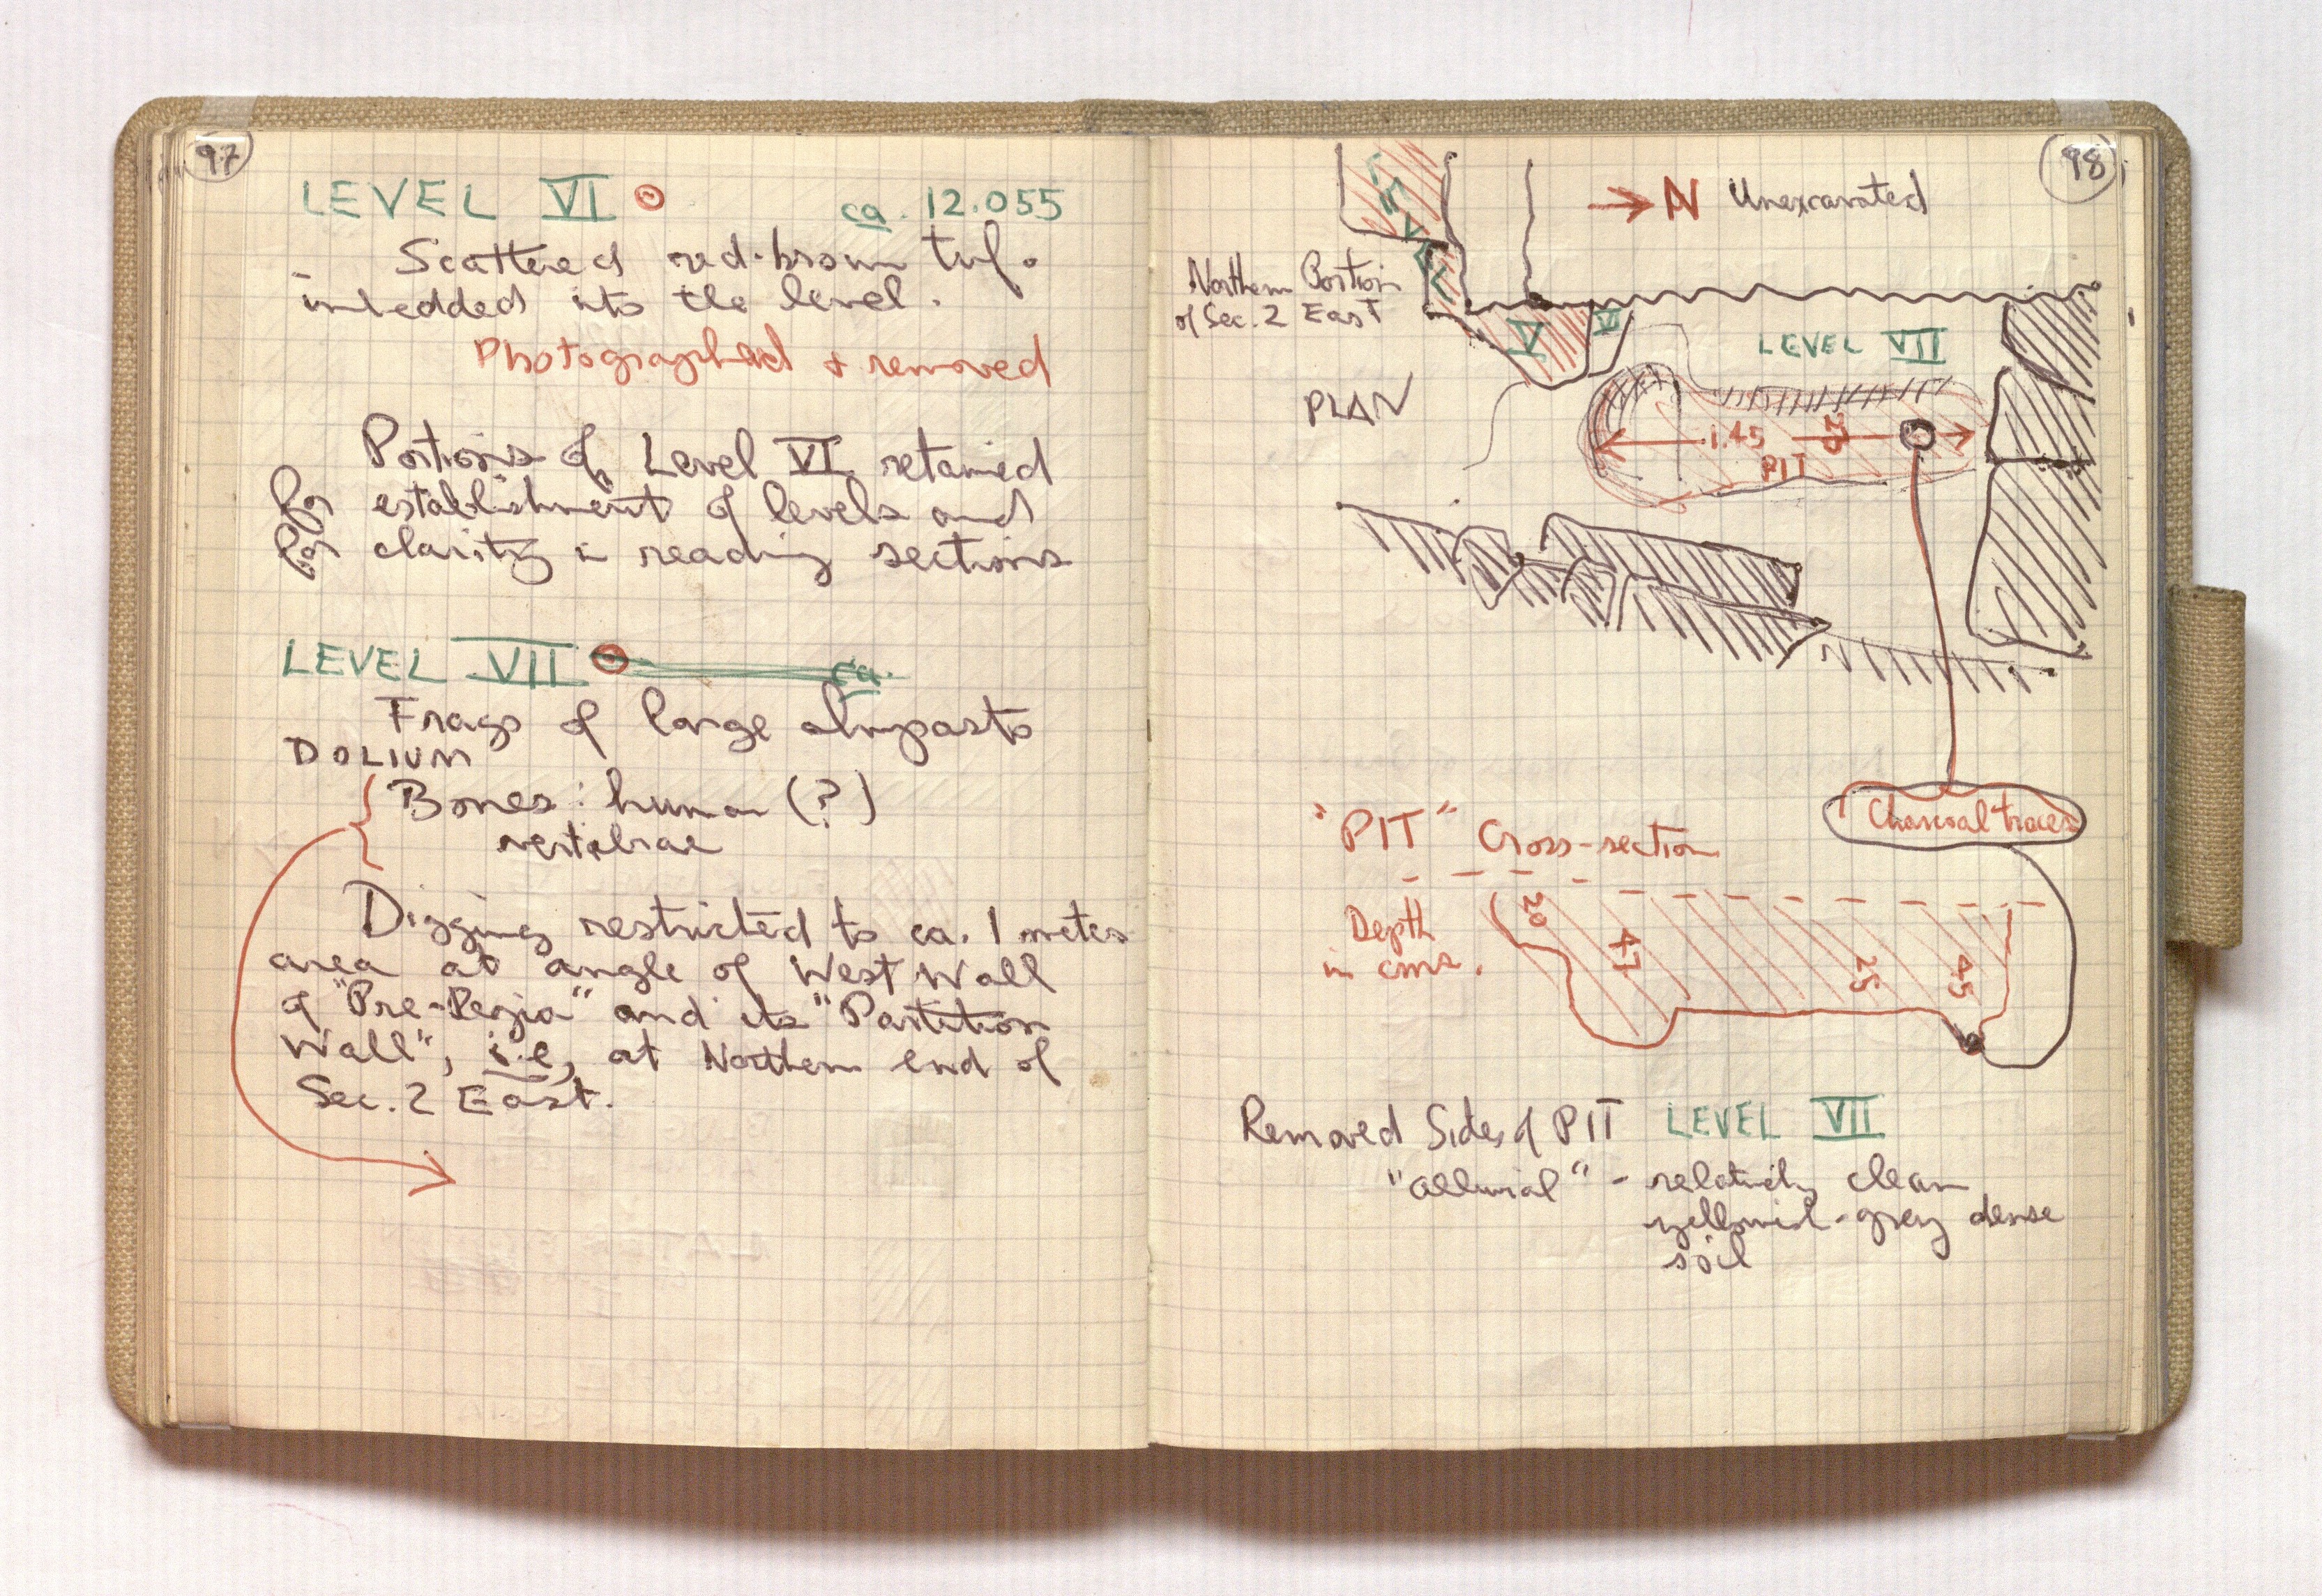 97
LEVEL VI ca. 12.055
Scattered red-brown tuf.
imbedded into the level.
Photographed + removed
Portions of Level VI retained
for establishment of levels and
for clarity in reading sections
LEVEL VII ca.
Frags of large impasto
DOLIUM
Bones: human (?)
vertebrae
Digging restricted to ca. 1 meter
area at angle of West Wall
of "Pre-Regia" and its "Partition
Wall", i.e., at Northern end of
Sec. 2 East.
98
N Unexcavated
Northern Portion
of Sec. 2 East
V VI
LEVEL VII
PLAN
1.45
PIT
Charcoal traces
"PIT" Cross-section
Depth
in cms.
20 47 25 45
Removed Sides of PIT LEVEL VII
"alluvial" - relatively clean
yellowish-grey dense
soil